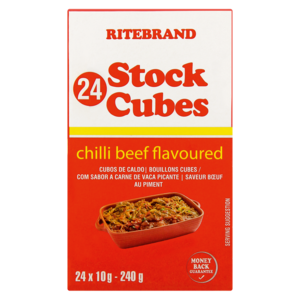 RITEBRAND
24 Stock
Cubes
chilli beef flavoured
CUBOS DE CALDO | BOUILLONS CUBES /
COM SABOR A CARNE DE VACA PICANTE | SAVEUR BŒUF
AU PIMENT
SERVING SUGGESTION
24 x 10g - 240g
MONEY
BACK
GUARANTEE